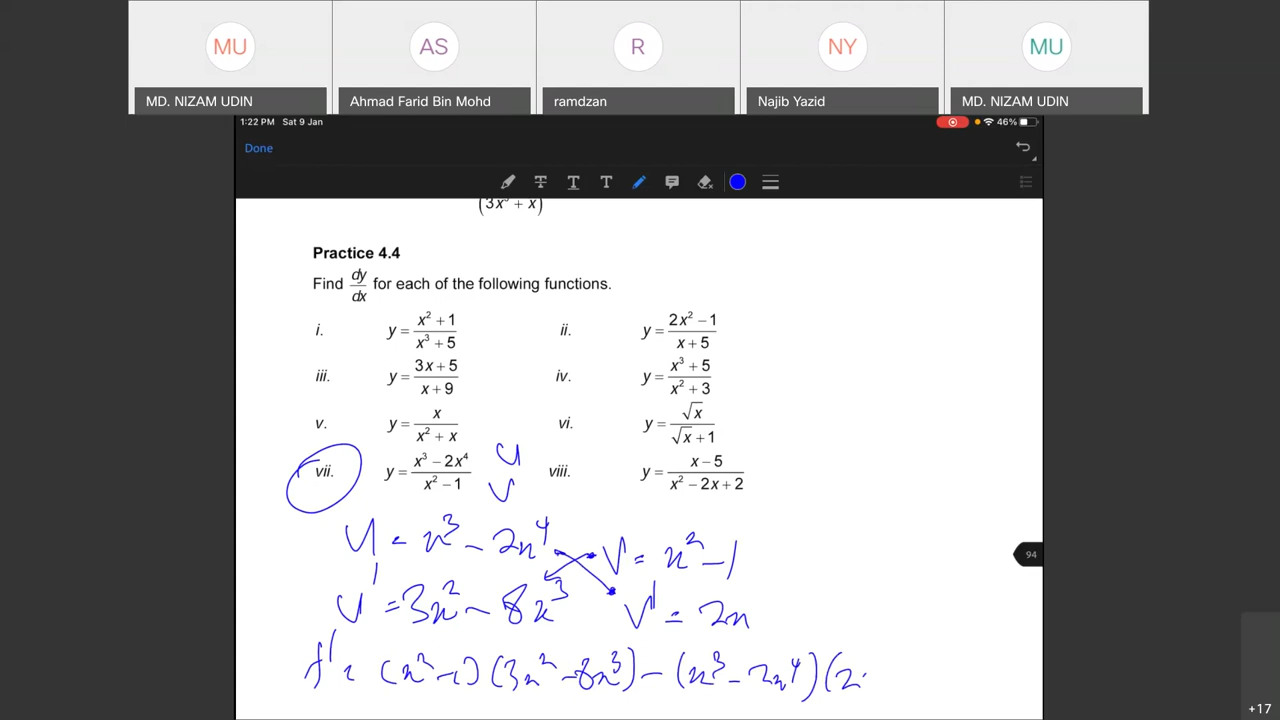 MU AS R NY MU
MD. NIZAM UDIN Ahmad Farid Bin Mohd ramdzan Najib Yazid MD. NIZAM UDIN
1:22 PM Sat 9 Jan 46%
Done
T T T
(3x³ + x)
Practice 4.4
Find dy/dx for each of the following functions.
i. y = (x² + 1)/(x³ + 5) ii. y = (2x² − 1)/(x + 5)
iii. y = (3x + 5)/(x + 9) iv. y = (x³ + 5)/(x² + 3)
v. y = x/(x² + x) vi. y = √x/(√x + 1)
vii. y = (x³ − 2x⁴)/(x² − 1) U V viii. y = (x − 5)/(x² − 2x + 2)
U = x³ − 2x⁴ V = x² − 1
U' = 3x² − 8x³ V' = 2x
f' = (x² − 1)(3x² − 8x³) − (x³ − 2x⁴)(2
94
+17